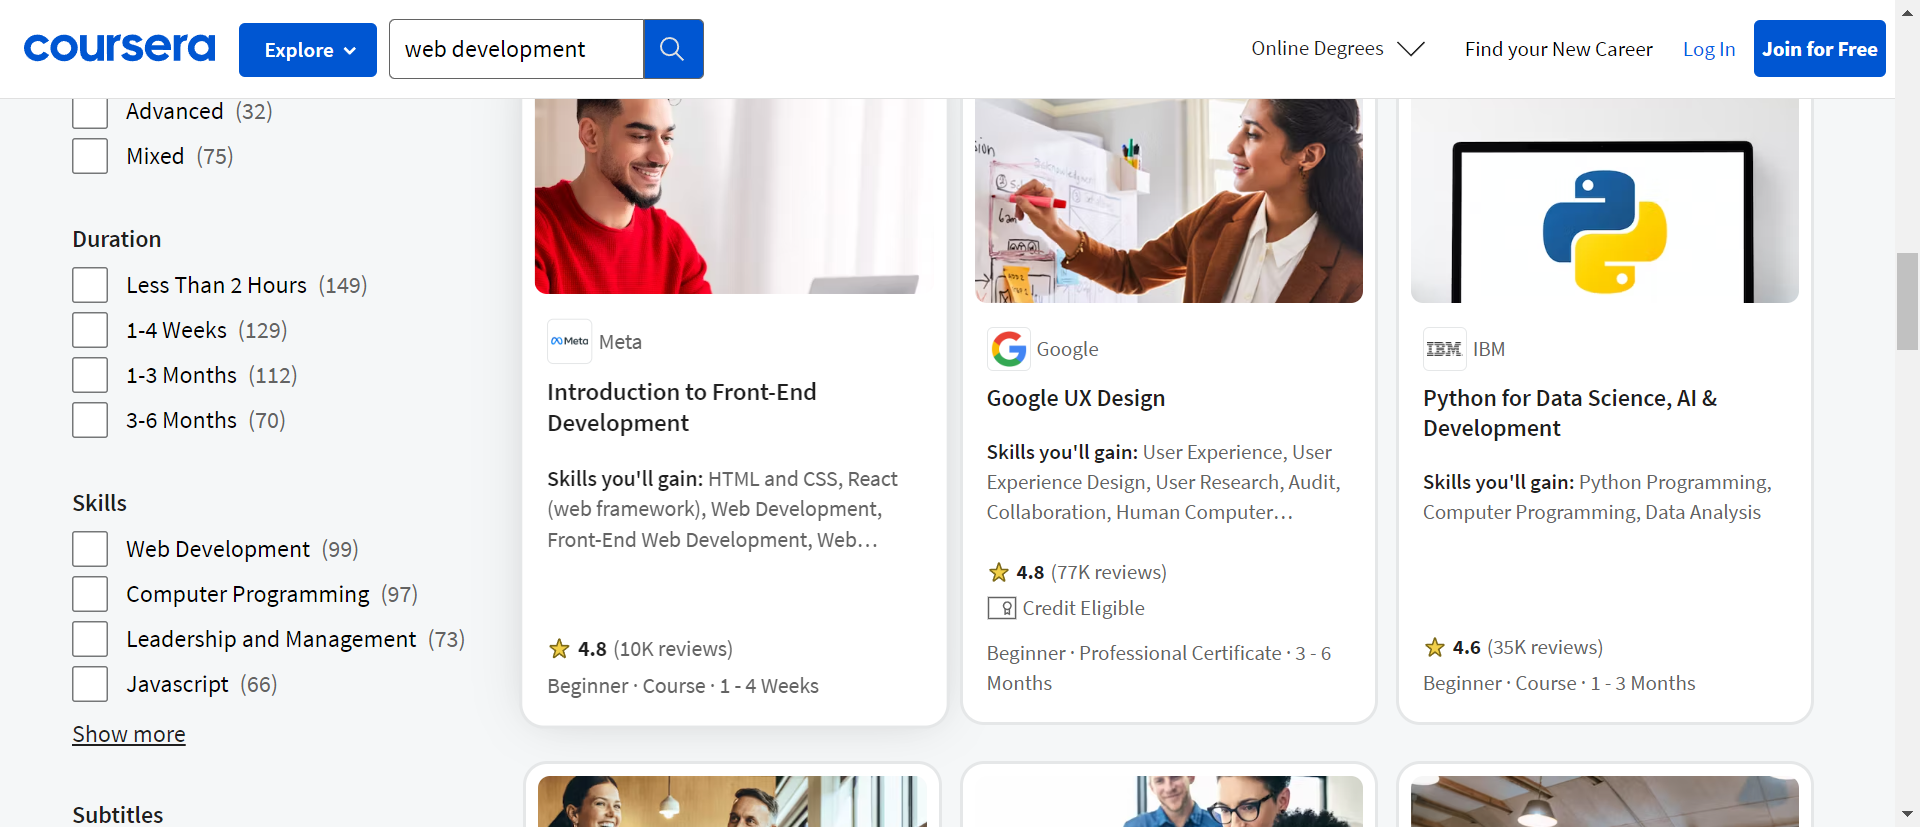 coursera
Explore
web development
Online Degrees
Find your New Career
Log In
Join for Free
Advanced (32)
Mixed (75)
Duration
Less Than 2 Hours (149)
1-4 Weeks (129)
1-3 Months (112)
3-6 Months (70)
Skills
Web Development (99)
Computer Programming (97)
Leadership and Management (73)
Javascript (66)
Show more
Subtitles
Meta
Meta
Introduction to Front-End
Development
Skills you'll gain: HTML and CSS, React
(web framework), Web Development,
Front-End Web Development, Web…
4.8 (10K reviews)
Beginner · Course · 1 - 4 Weeks
G
Google
Google UX Design
Skills you'll gain: User Experience, User
Experience Design, User Research, Audit,
Collaboration, Human Computer…
4.8 (77K reviews)
Credit Eligible
Beginner · Professional Certificate · 3 - 6
Months
IBM
IBM
Python for Data Science, AI &
Development
Skills you'll gain: Python Programming,
Computer Programming, Data Analysis
4.6 (35K reviews)
Beginner · Course · 1 - 3 Months